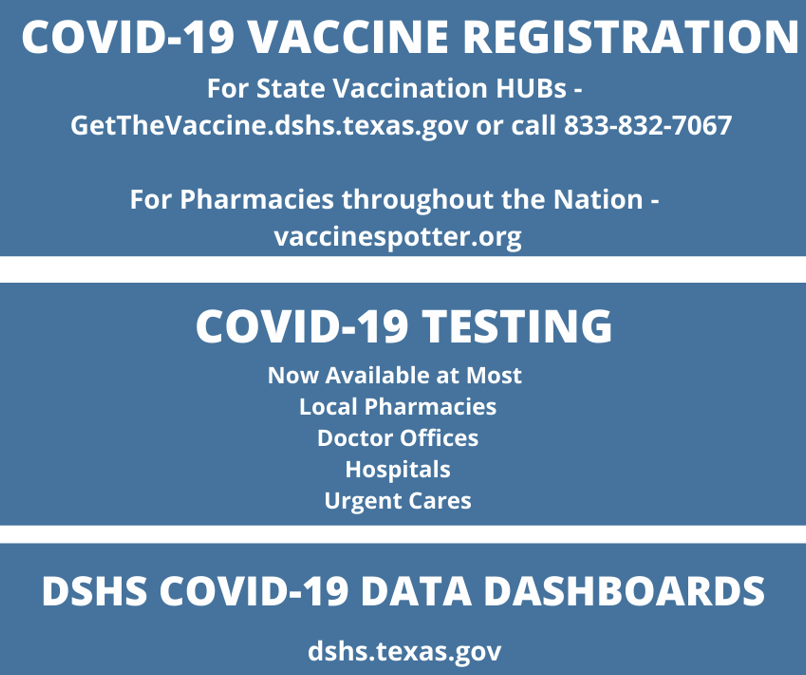 COVID-19 VACCINE REGISTRATION
For State Vaccination HUBs -
GetTheVaccine.dshs.texas.gov or call 833-832-7067
For Pharmacies throughout the Nation -
vaccinespotter.org
COVID-19 TESTING
Now Available at Most
Local Pharmacies
Doctor Offices
Hospitals
Urgent Cares
DSHS COVID-19 DATA DASHBOARDS
dshs.texas.gov